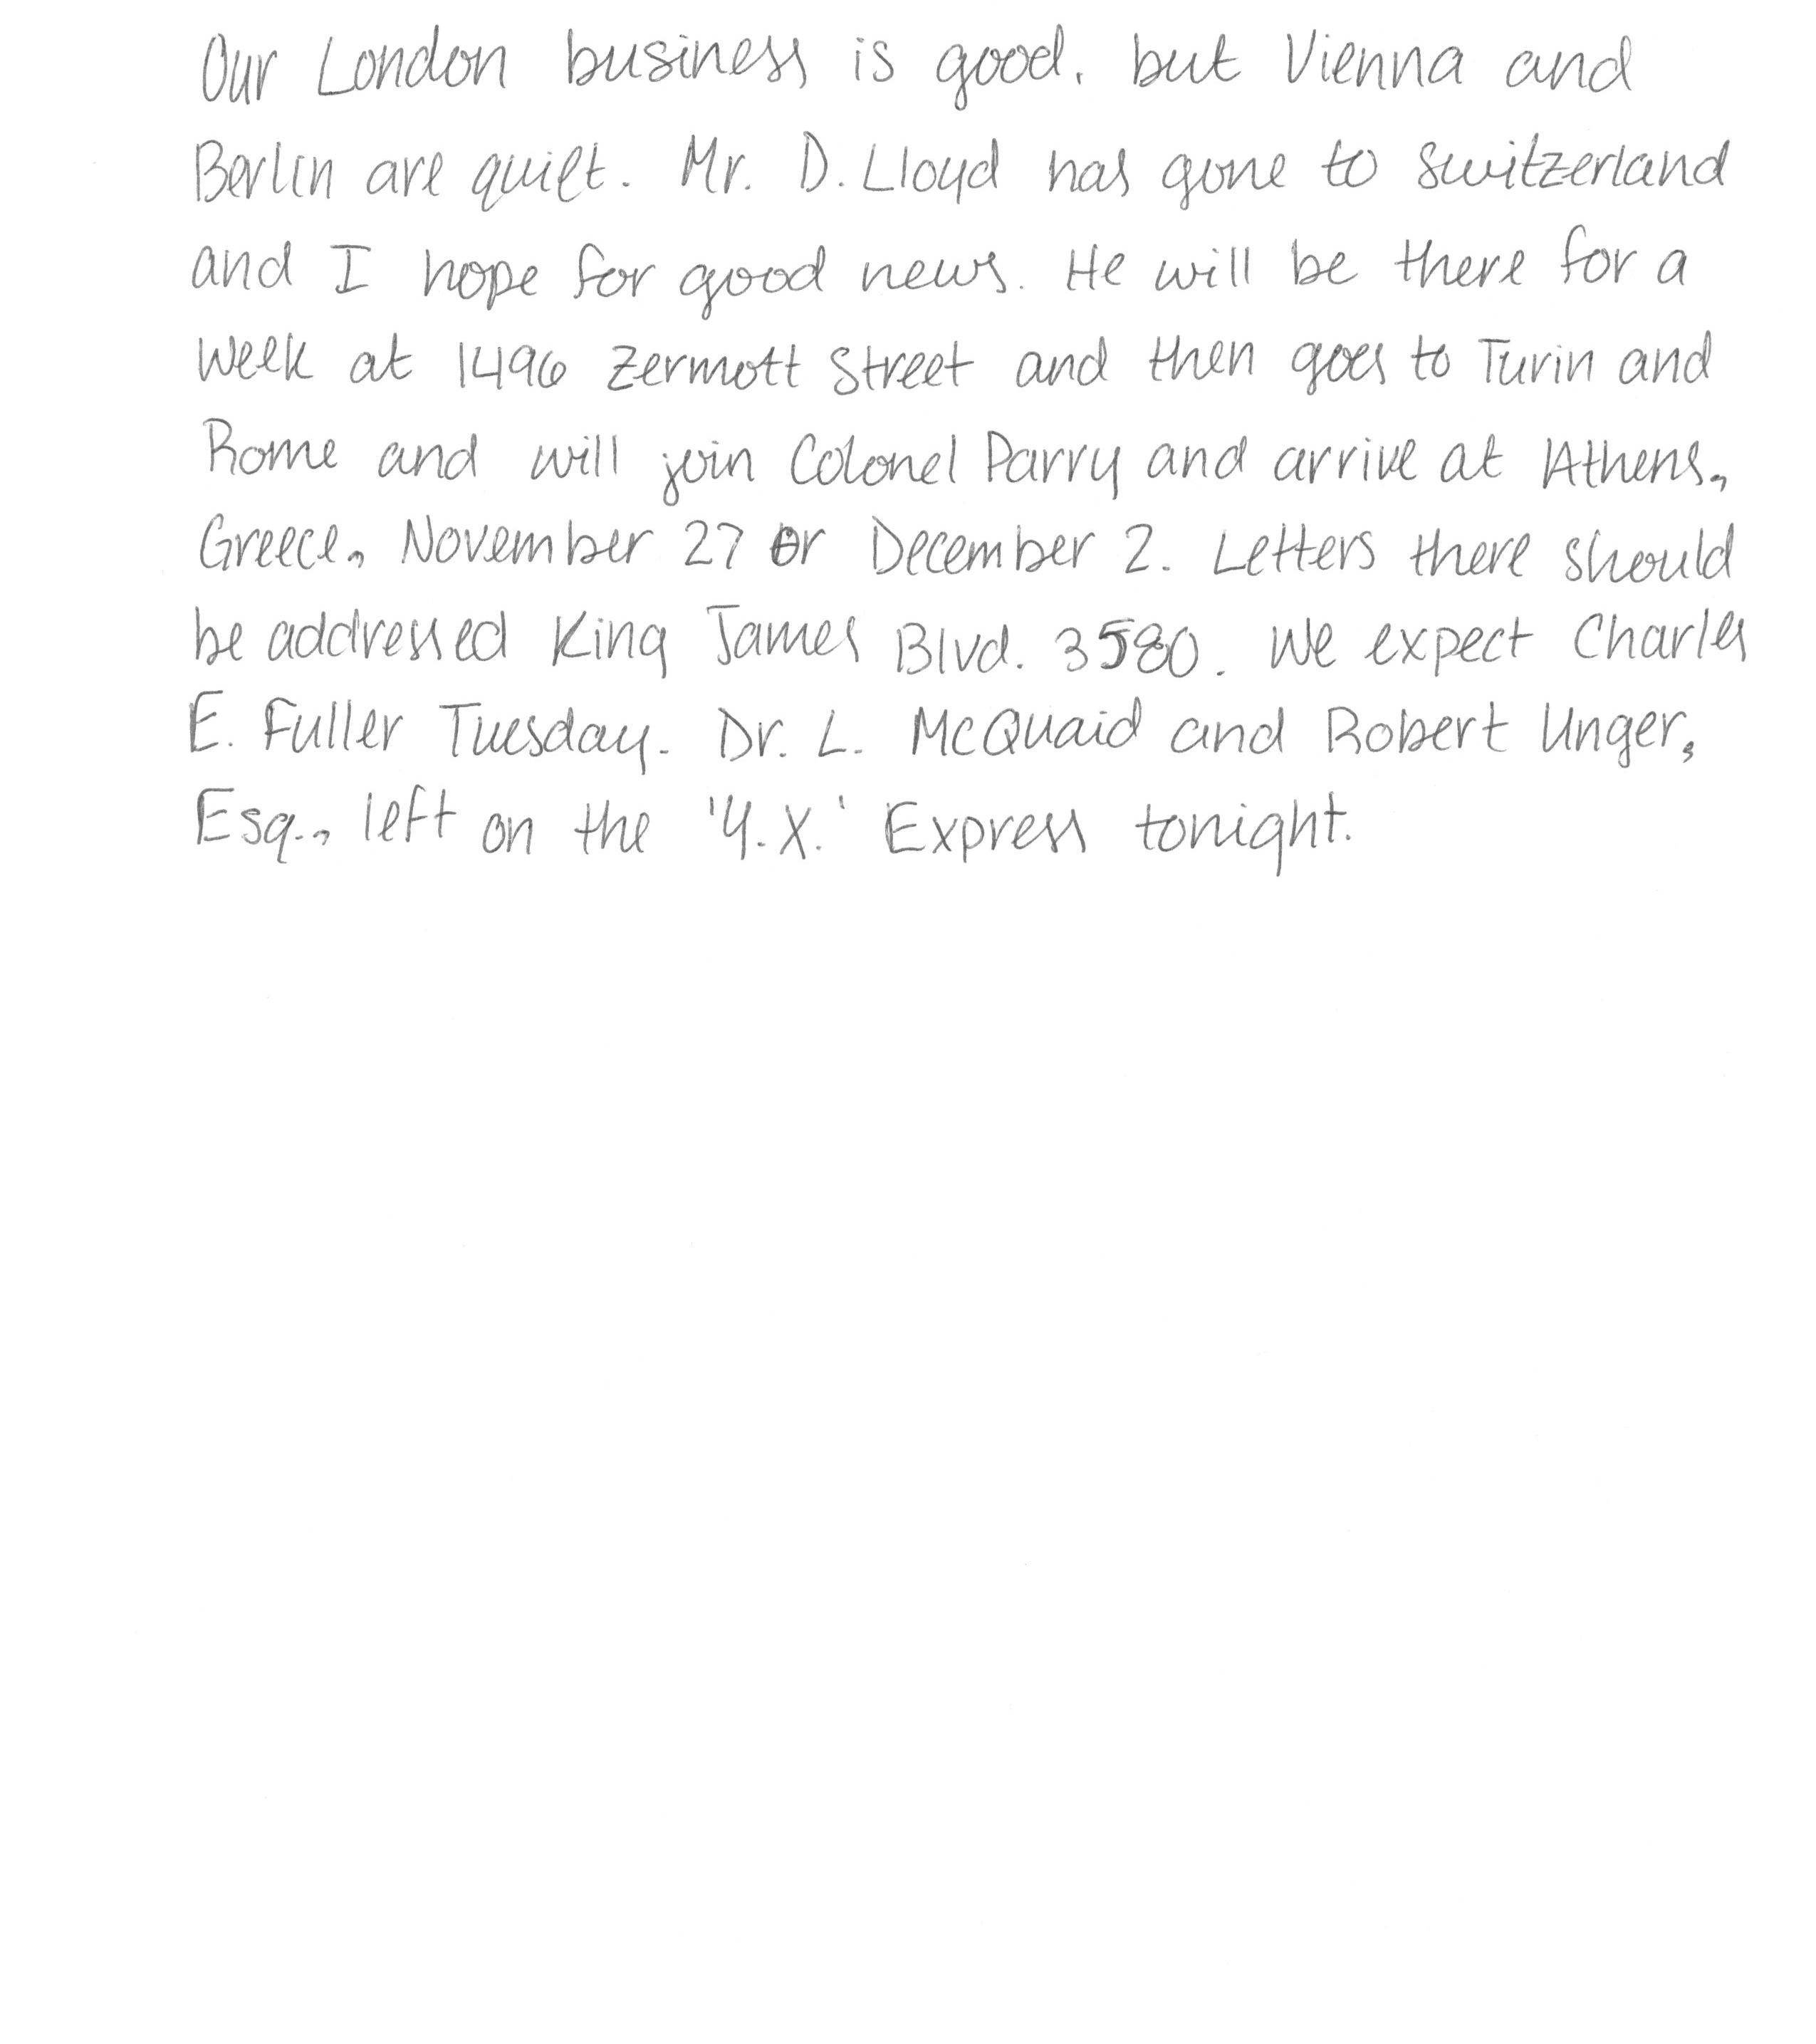 Our London business is good, but Vienna and
Berlin are quiet. Mr. D. Lloyd has gone to Switzerland
and I hope for good news. He will be there for a
week at 1496 Zermott Street and then goes to Turin and
Rome and will join Colonel Parry and arrive at Athens,
Greece, November 27 or December 2. Letters there should
be addressed King James Blvd. 3580. We expect Charles
E. Fuller Tuesday. Dr. L. McQuaid and Robert Unger,
Esq., left on the 'Y.X.' Express tonight.